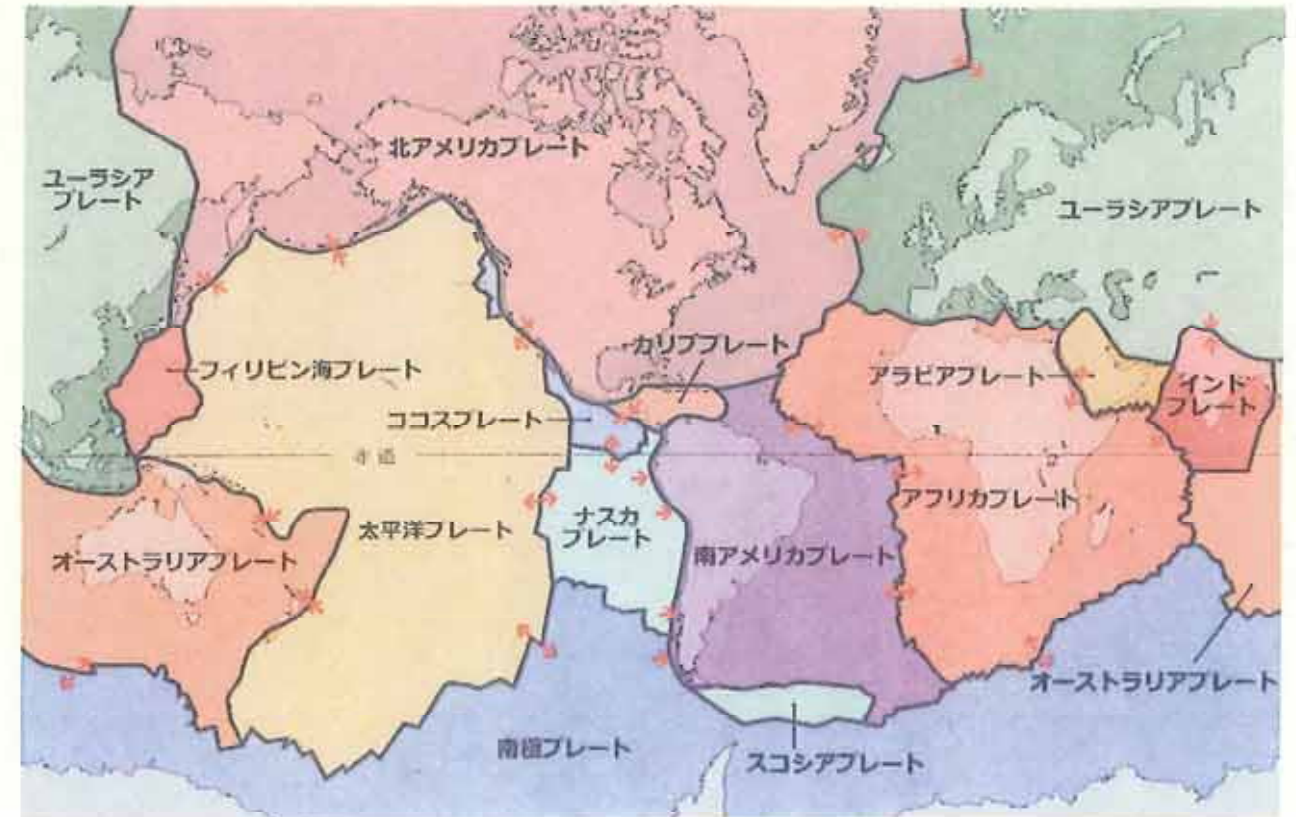 北アメリカプレート
ユーラシア
プレート
ユーラシアプレート
カリブプレート
フィリピン海プレート
アラビアプレート
インド
プレート
ココスプレート
赤道
アフリカプレート
ナスカ
プレート
太平洋プレート
南アメリカプレート
オーストラリアプレート
オーストラリアプレート
南極プレート
スコシアプレート